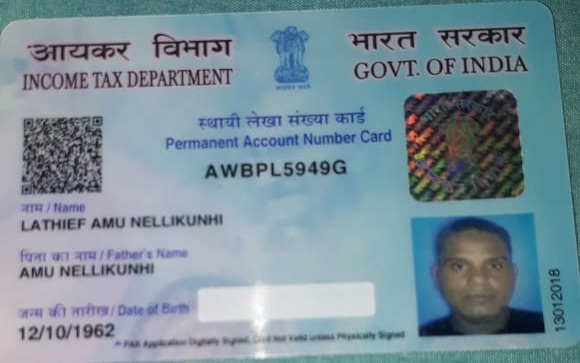 आयकर विभाग
INCOME TAX DEPARTMENT
भारत सरकार
GOVT. OF INDIA
स्थायी लेखा संख्या कार्ड
Permanent Account Number Card
AWBPL5949G
नाम / Name
LATHIEF AMU NELLIKUNHI
पिता का नाम / Father's Name
AMU NELLIKUNHI
जन्म की तारीख / Date of Birth
12/10/1962
PAN Application Digitally Signed, Card Not Valid unless Physically Signed
13012018